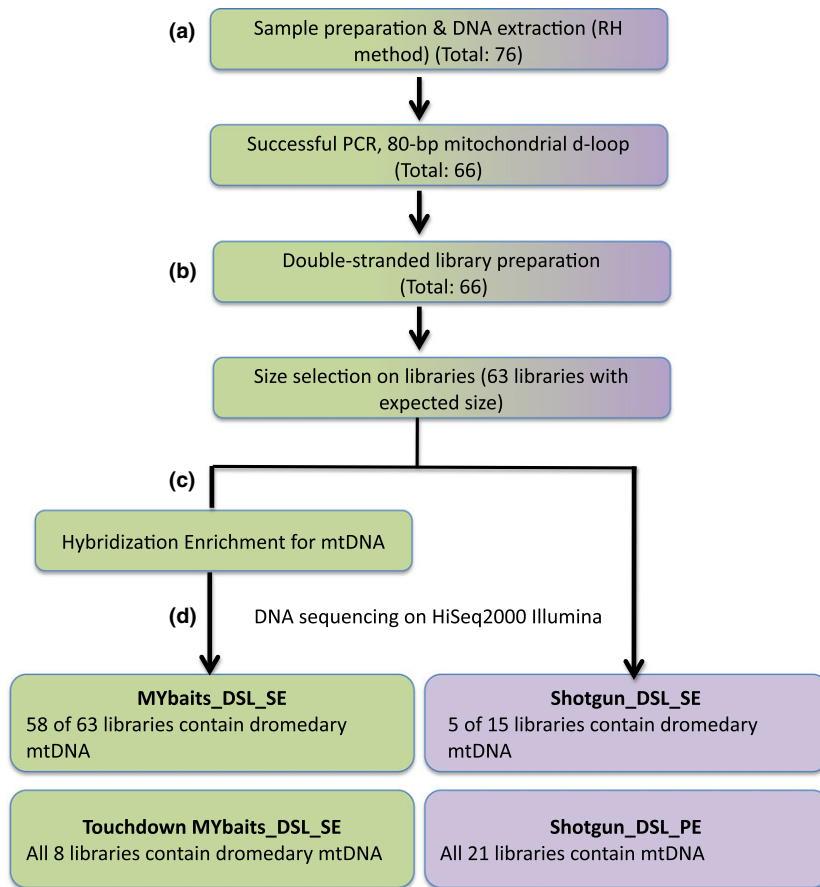 (a)
Sample preparation & DNA extraction (RH
method) (Total: 76)
Successful PCR, 80-bp mitochondrial d-loop
(Total: 66)
(b)
Double-stranded library preparation
(Total: 66)
Size selection on libraries (63 libraries with
expected size)
(c)
Hybridization Enrichment for mtDNA
(d)
DNA sequencing on HiSeq2000 Illumina
MYbaits_DSL_SE
58 of 63 libraries contain dromedary
mtDNA
Shotgun_DSL_SE
5 of 15 libraries contain dromedary
mtDNA
Touchdown MYbaits_DSL_SE
All 8 libraries contain dromedary mtDNA
Shotgun_DSL_PE
All 21 libraries contain mtDNA